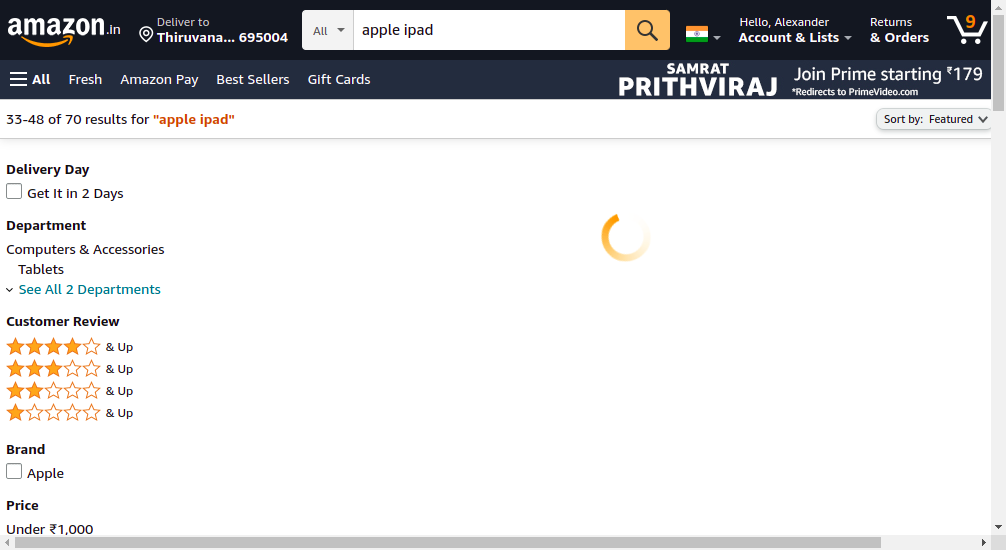 amazon.in
Deliver to
Thiruvana... 695004
All
apple ipad
Hello, Alexander
Account & Lists
Returns
& Orders
9
All
Fresh
Amazon Pay
Best Sellers
Gift Cards
SAMRAT
PRITHVIRAJ
Join Prime starting ₹179
*Redirects to PrimeVideo.com
33-48 of 70 results for "apple ipad"
Sort by: Featured
Delivery Day
Get It in 2 Days
Department
Computers & Accessories
Tablets
See All 2 Departments
Customer Review
& Up
& Up
& Up
& Up
Brand
Apple
Price
Under ₹1,000